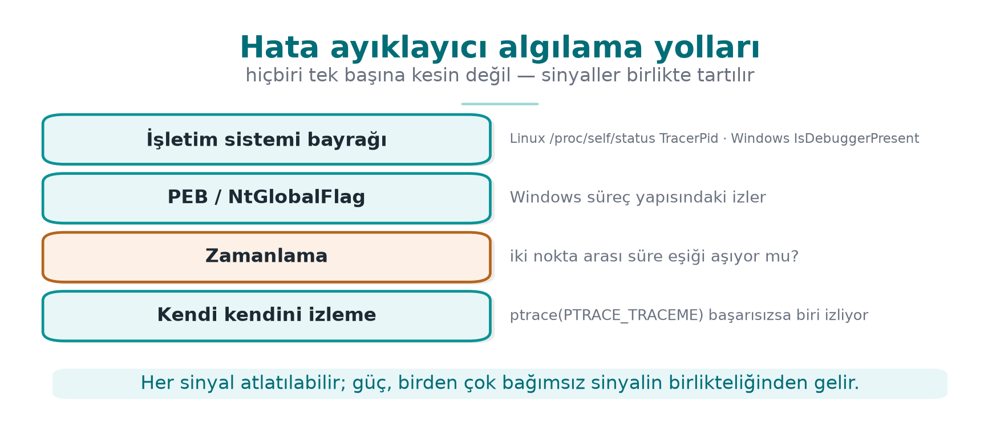 Hata ayıklayıcı algılama yolları
hiçbiri tek başına kesin değil — sinyaller birlikte tartılır
İşletim sistemi bayrağı
Linux /proc/self/status TracerPid · Windows IsDebuggerPresent
PEB / NtGlobalFlag
Windows süreç yapısındaki izler
Zamanlama
iki nokta arası süre eşiği aşıyor mu?
Kendi kendini izleme
ptrace(PTRACE_TRACEME) başarısızsa biri izliyor
Her sinyal atlatılabilir; güç, birden çok bağımsız sinyalin birlikteliğinden gelir.